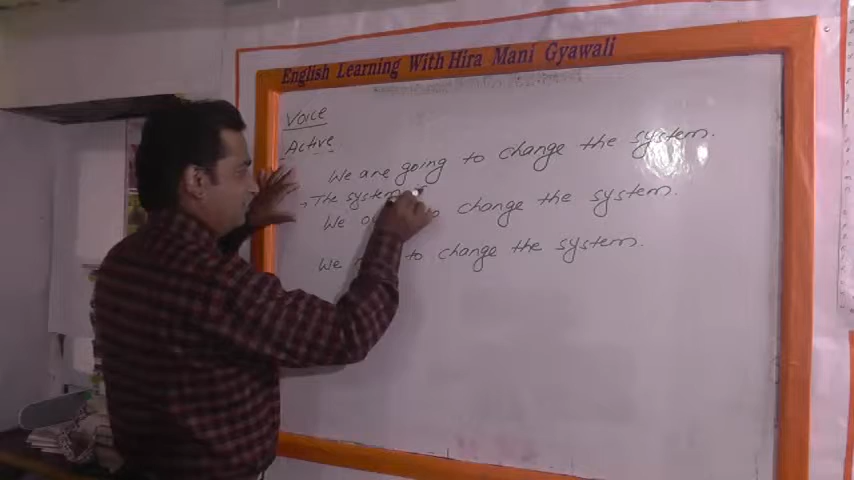 English Learning With Hira Mani Gyawali
Voice
Active
We are going to change the system.
→ The system
We to change the system.
We to change the system.